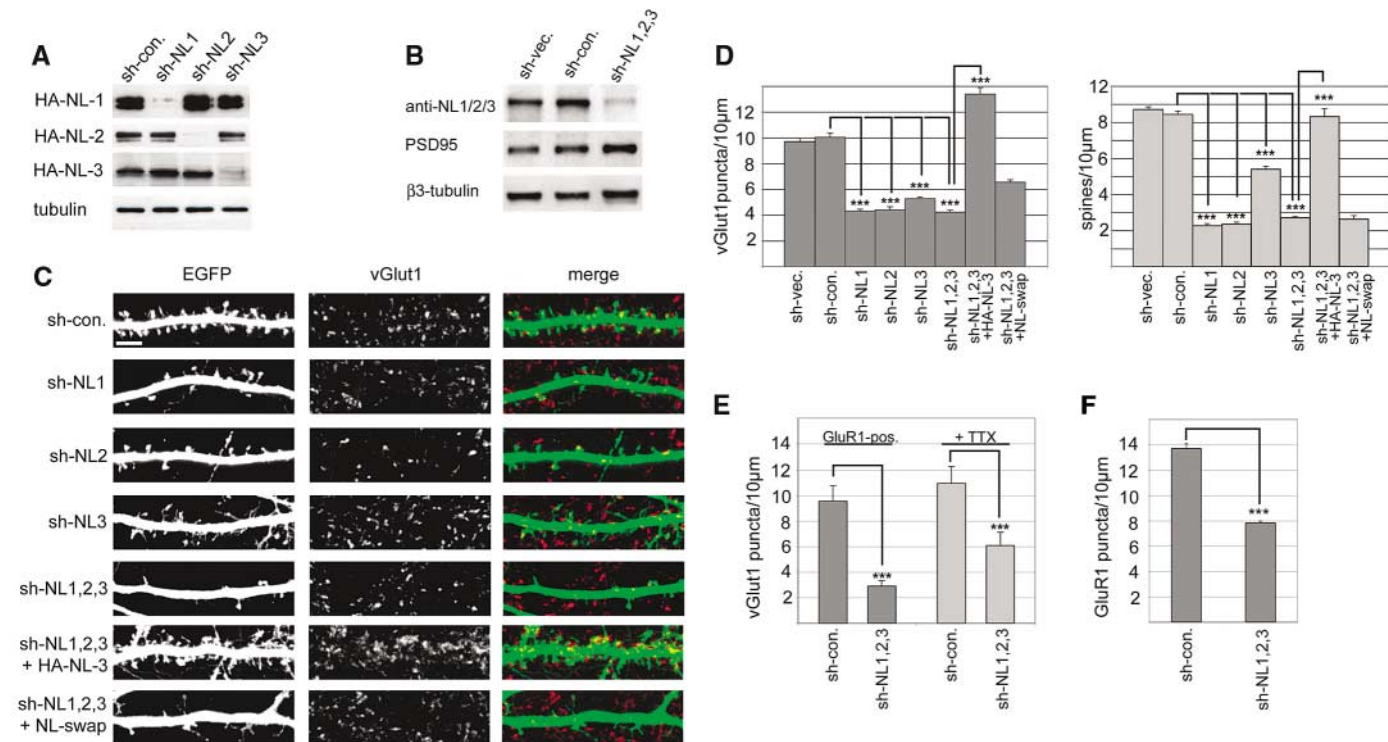 A
sh-con.
sh-NL1
sh-NL2
sh-NL3
HA-NL-1
HA-NL-2
HA-NL-3
tubulin
B
sh-vec.
sh-con.
sh-NL1,2,3
anti-NL1/2/3
PSD95
β3-tubulin
C
EGFP
vGlut1
merge
sh-con.
sh-NL1
sh-NL2
sh-NL3
sh-NL1,2,3
sh-NL1,2,3
+ HA-NL-3
sh-NL1,2,3
+ NL-swap
D
vGlut1puncta/10µm
12
10
8
6
4
2
***
***
***
***
***
sh-vec.
sh-con.
sh-NL1
sh-NL2
sh-NL3
sh-NL1,2,3
sh-NL1,2,3
+HA-NL-3
sh-NL1,2,3
+NL-swap
spines/10µm
12
10
8
6
4
2
***
***
***
***
***
sh-vec.
sh-con.
sh-NL1
sh-NL2
sh-NL3
sh-NL1,2,3
sh-NL1,2,3
+HA-NL-3
sh-NL1,2,3
+NL-swap
E
vGlut1 puncta/10µm
14
12
10
8
6
4
2
GluR1-pos.
+ TTX
***
***
sh-con.
sh-NL1,2,3
sh-con.
sh-NL1,2,3
F
GluR1 puncta/10µm
14
12
10
8
6
4
2
***
sh-con.
sh-NL1,2,3